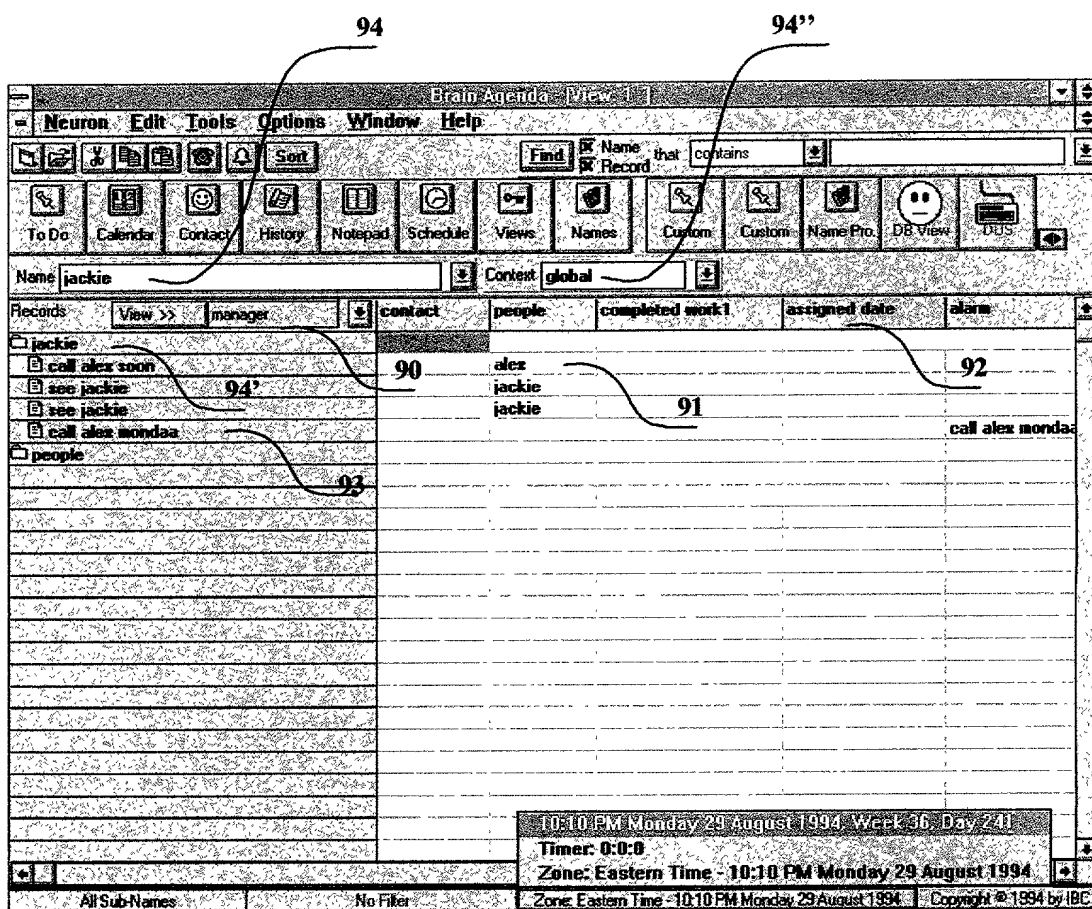 94 94’’
Brain Agenda - [View: 1 ]
Neuron Edit Tools Options Window Help
Sort Find Name Record that contains
To Do Calendar Contact History Notepad Schedule Views Names Custom Custom Name Pro. DB View DUS
Name jackie Context global
Records View >> manager contact people completed work1 assigned date alarm
jackie
call alex soon 90 alex 92
see jackie 94’ jackie
see jackie jackie 91
call alex mondaa call alex mondaa
people
93
10:10 PM Monday 29 August 1994, Week 36, Day 241
Timer: 0:0:0
Zone: Eastern Time - 10:10 PM Monday 29 August 1994
All Sub-Names No Filter Zone: Eastern Time - 10:10 PM Monday 29 August 1994 Copyright © 1994 by IBC